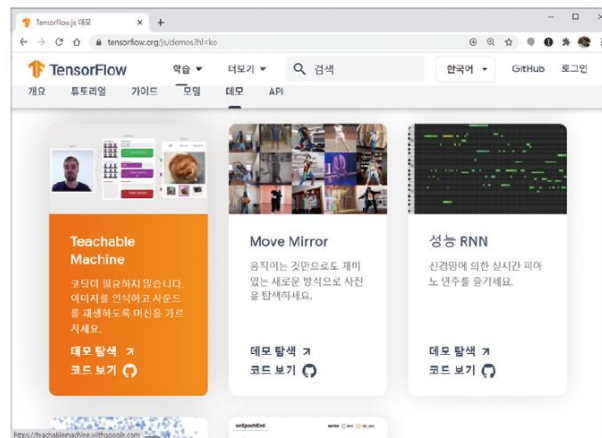 TensorFlow.js 데모
tensorflow.org/js/demos?hl=ko
TensorFlow 학습 더보기 검색 한국어 GitHub 로그인
개요 튜토리얼 가이드 모델 데모 API
Teachable
Machine
코딩이 필요하지 않습니다.
이미지를 인식하고 사운드
를 재생하도록 머신을 가르
치세요.
데모 탐색
코드 보기
Move Mirror
움직이는 것만으로도 재미
있는 새로운 방식으로 사진
을 탐색하세요.
데모 탐색
코드 보기
성능 RNN
신경망에 의한 실시간 피아
노 연주를 즐기세요.
데모 탐색
코드 보기
onEpochEnd
https://teachablemachine.withgoogle.com